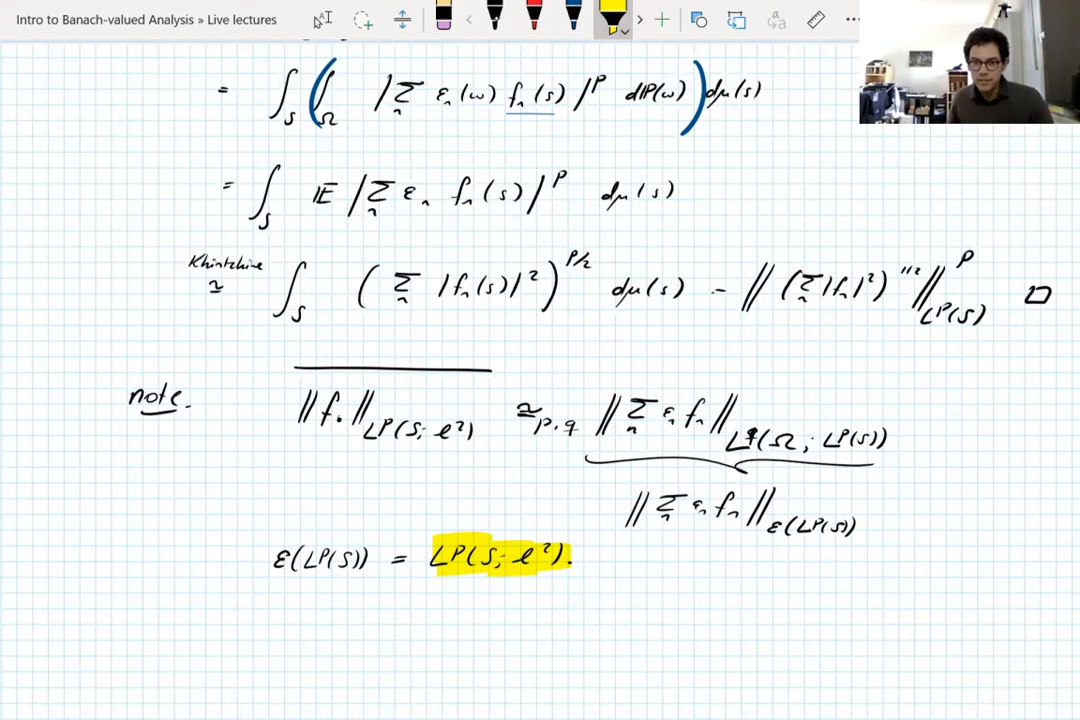 Intro to Banach-valued Analysis » Live lectures
= ∫_S ( ∫_Ω |Σ_n ε_n(ω) f_n(s)|^p dℙ(ω) ) dμ(s)
= ∫_S 𝔼 |Σ_n ε_n f_n(s)|^p dμ(s)
Khintchine
≃ ∫_S ( Σ_n |f_n(s)|² )^{p/2} dμ(s) = ‖(Σ_n |f_n|²)^{1/2}‖^p_{L^p(S)} □
note. ‖f.‖_{L^p(S; ℓ²)} ≃_{p,q} ‖Σ_n ε_n f_n‖_{L^q(Ω; L^p(S))}
‖Σ_n ε_n f_n‖_{ε(L^p(S))}
ε(L^p(S)) = L^p(S; ℓ²).